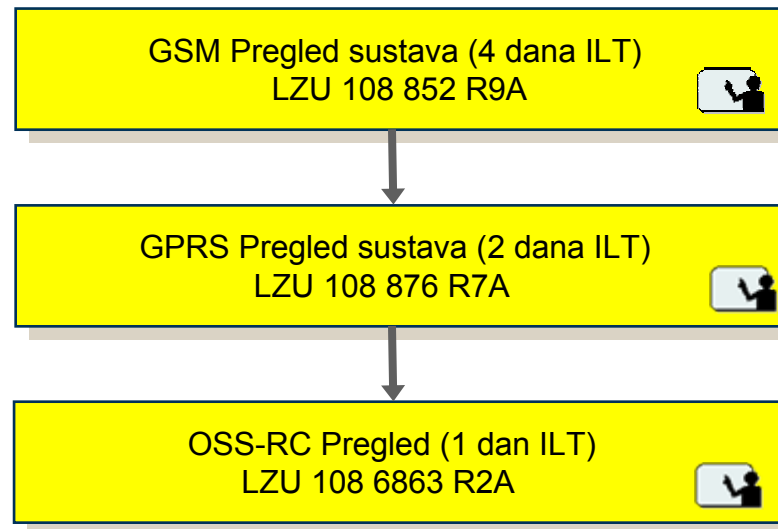 GSM Pregled sustava (4 dana ILT)
LZU 108 852 R9A
GPRS Pregled sustava (2 dana ILT)
LZU 108 876 R7A
OSS-RC Pregled (1 dan ILT)
LZU 108 6863 R2A